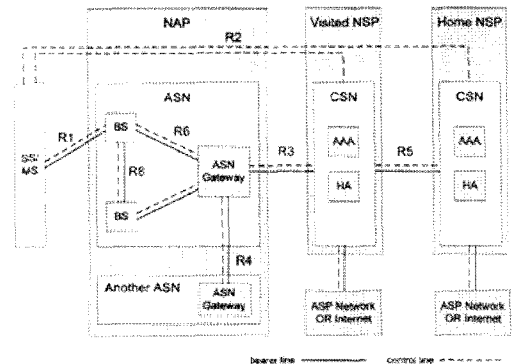 NAP
Visited NSP
Home NSP
R2
ASN
CSN
CSN
BS
R1
R6
SS/
MS
R8
ASN
Gateway
R3
AAA
R5
AAA
HA
HA
BS
R4
Another ASN
ASN
Gateway
ASP Network
OR Internet
ASP Network
OR Internet
bearer line
control line